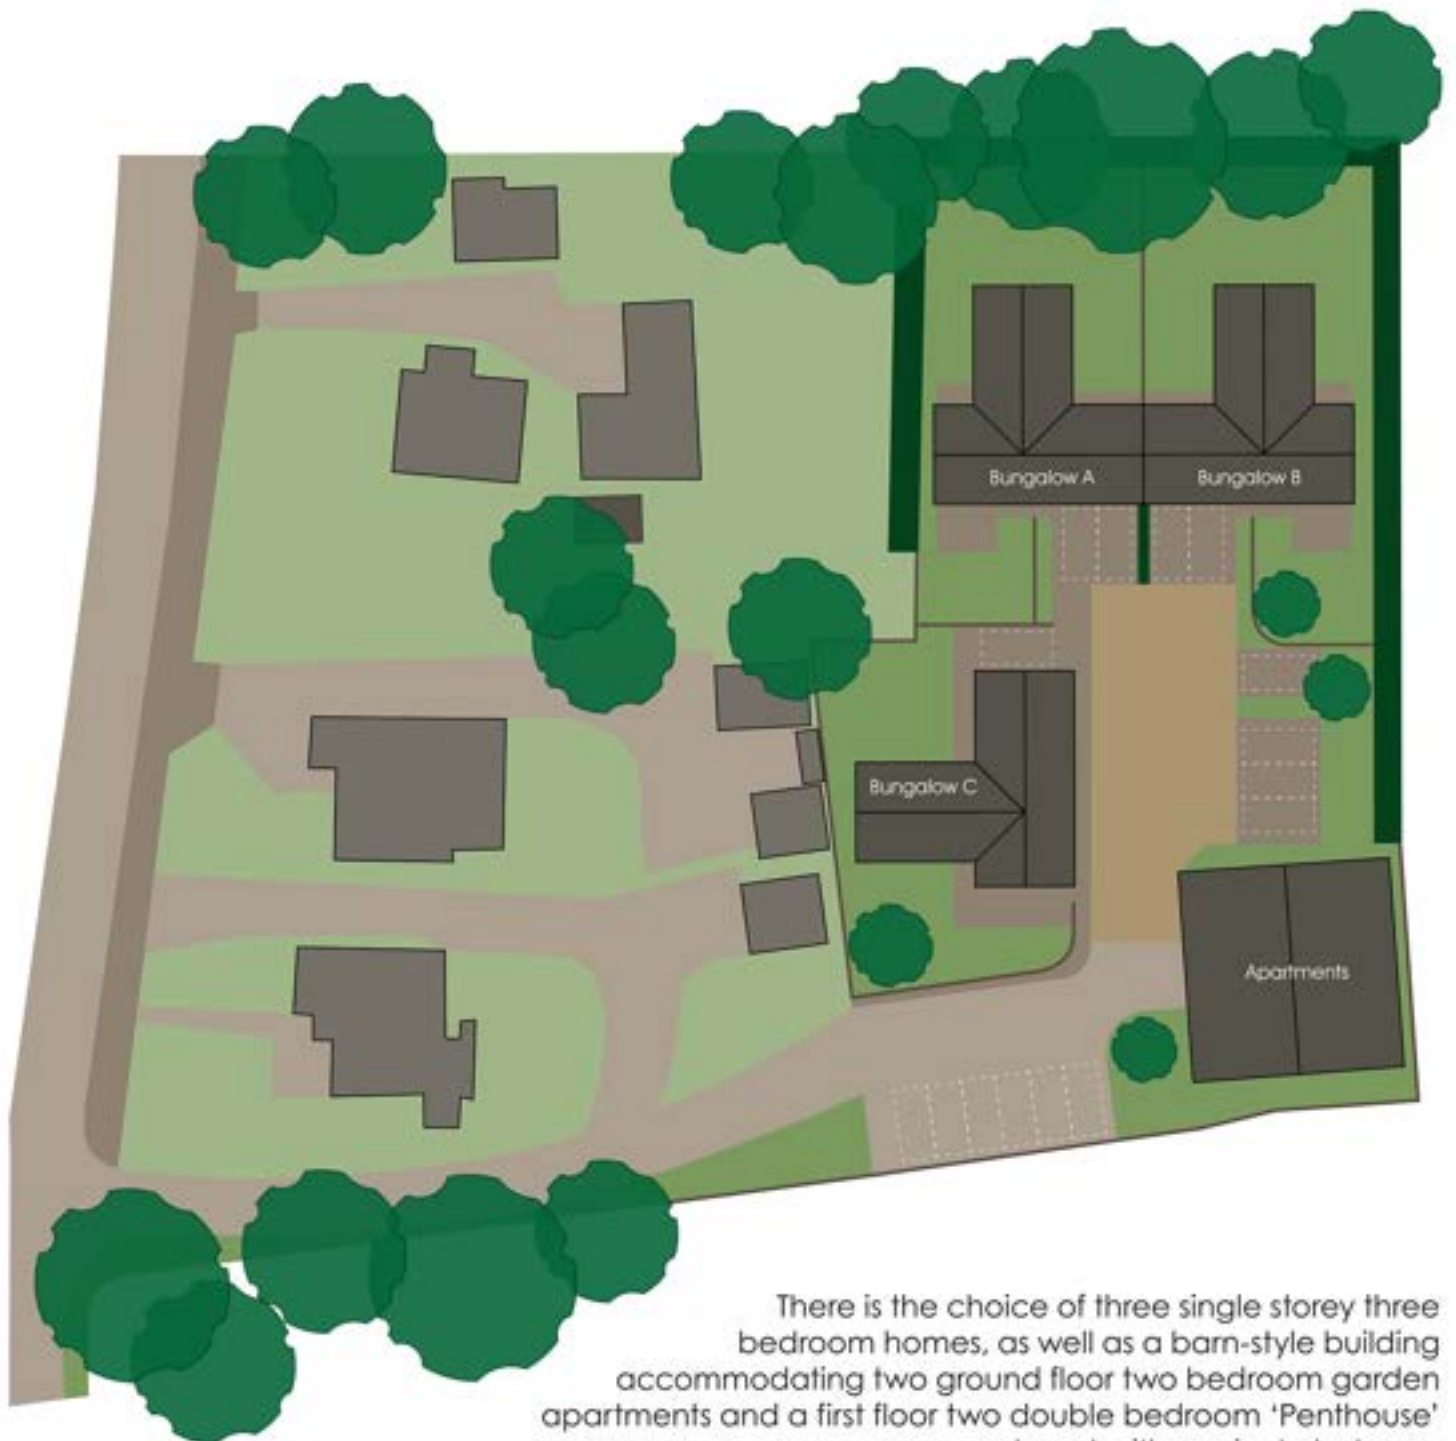 Bungalow A
Bungalow B
Bungalow C
Apartments
There is the choice of three single storey three
bedroom homes, as well as a barn-style building
accommodating two ground floor two bedroom garden
apartments and a first floor two double bedroom ‘Penthouse’